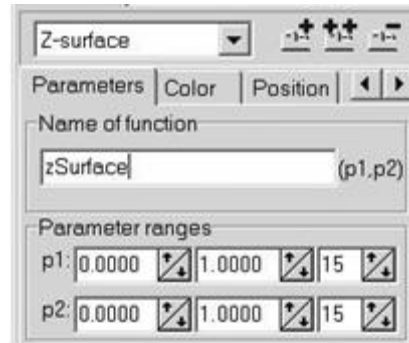 Z-surface
Parameters Color Position
Name of function
zSurface (p1,p2)
Parameter ranges
p1: 0.0000 1.0000 15
p2: 0.0000 1.0000 15